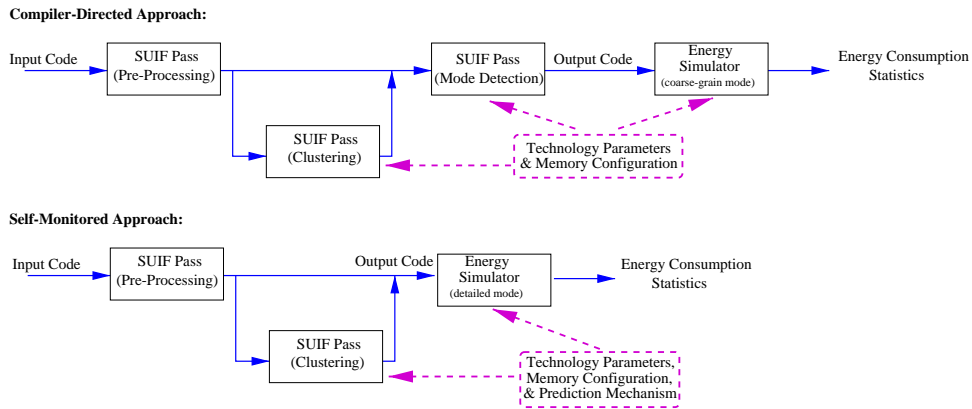 Compiler-Directed Approach:
Input Code
SUIF Pass
(Pre-Processing)
SUIF Pass
(Mode Detection)
Output Code
Energy
Simulator
(coarse-grain mode)
Energy Consumption
Statistics
SUIF Pass
(Clustering)
Technology Parameters
& Memory Configuration
Self-Monitored Approach:
Input Code
SUIF Pass
(Pre-Processing)
Output Code
Energy
Simulator
(detailed mode)
Energy Consumption
Statistics
SUIF Pass
(Clustering)
Technology Parameters,
Memory Configuration,
& Prediction Mechanism